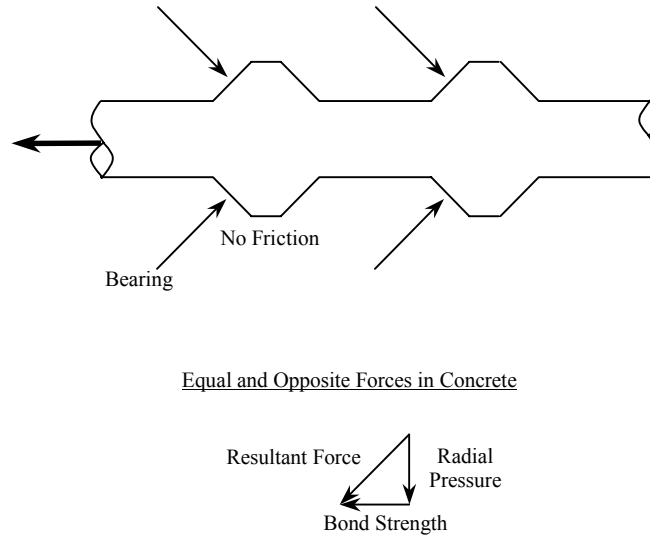 No Friction
Bearing
Equal and Opposite Forces in Concrete
Resultant Force
Radial
Pressure
Bond Strength